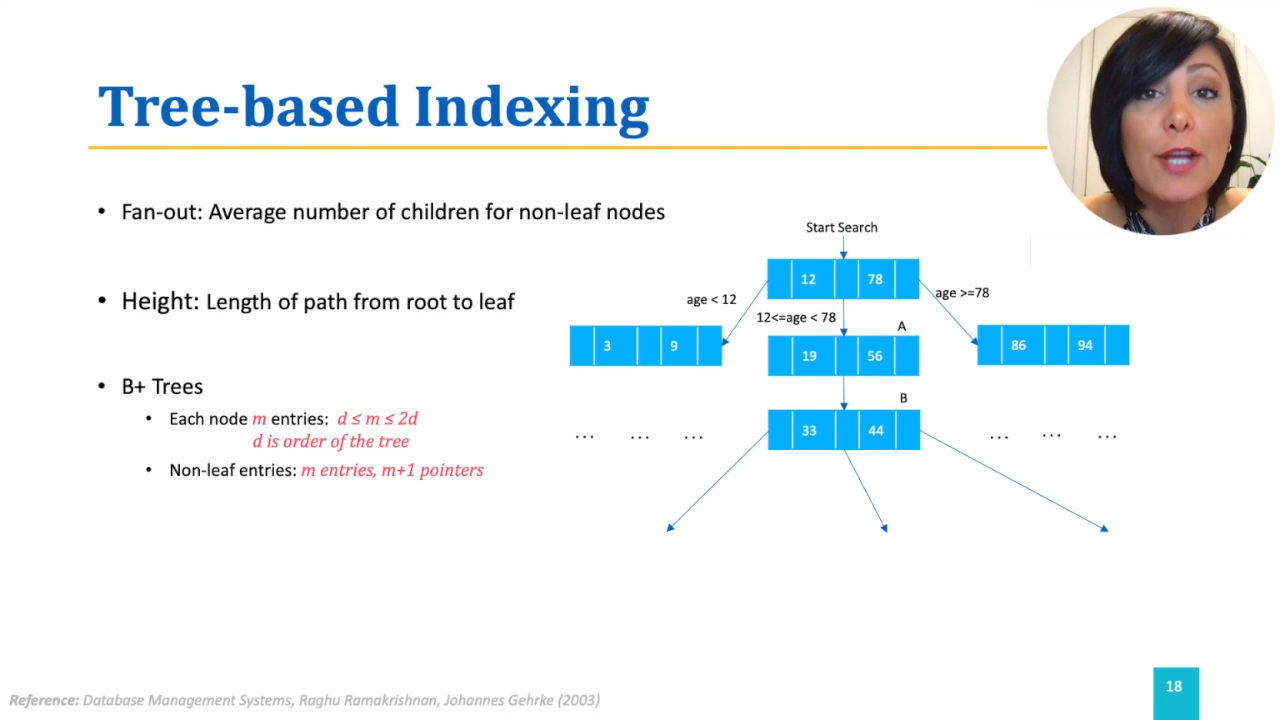 Tree-based Indexing
• Fan-out: Average number of children for non-leaf nodes
• Height: Length of path from root to leaf
• B+ Trees
• Each node m entries: d ≤ m ≤ 2d
d is order of the tree
• Non-leaf entries: m entries, m+1 pointers
Start Search
12 78
age < 12
12<=age < 78
age >=78
A
3 9
19 56
86 94
B
... ... ...
33 44
... ... ...
Reference: Database Management Systems, Raghu Ramakrishnan, Johannes Gehrke (2003)
18